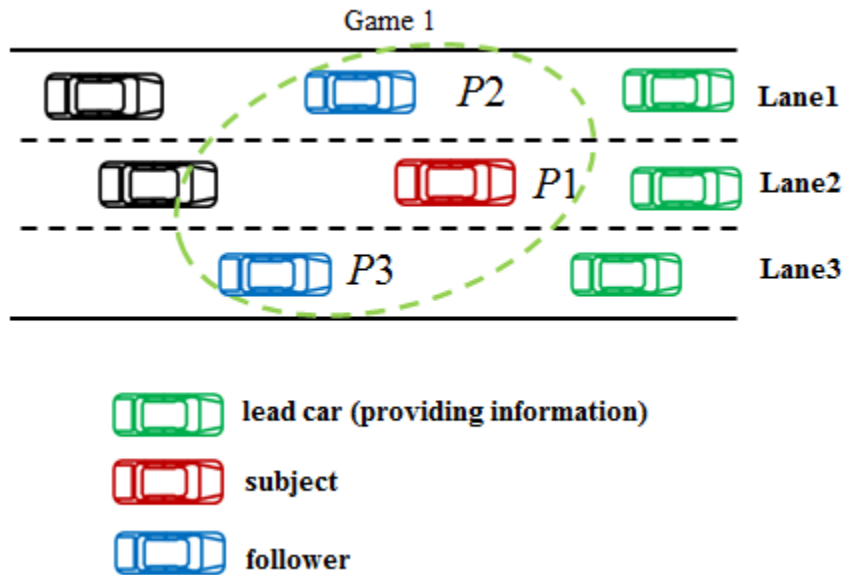 Game 1
P2
Lane1
P1
Lane2
P3
Lane3
lead car (providing information)
subject
follower